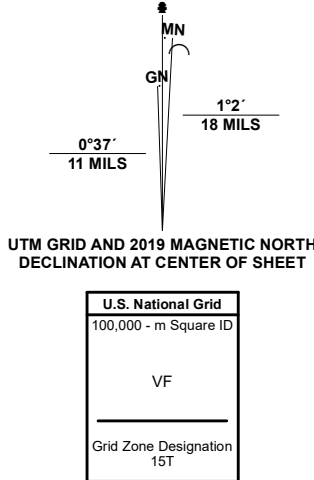 MN
GN
1°2´
18 MILS
0°37´
11 MILS
UTM GRID AND 2019 MAGNETIC NORTH
DECLINATION AT CENTER OF SHEET
U.S. National Grid
100,000 - m Square ID
VF
Grid Zone Designation
15T